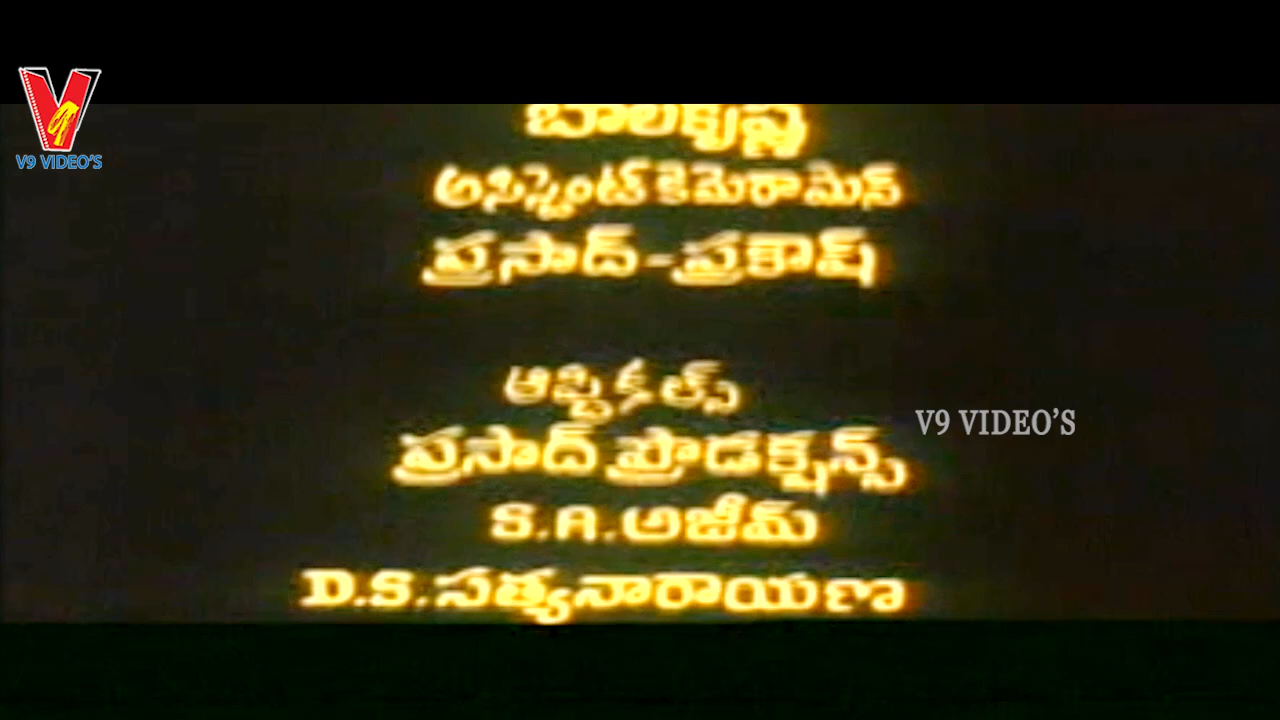 V9 VIDEO'S
బాలకృష్ణ
అసిస్టెంట్ కెమెరామెన్
ప్రసాద్-ప్రకాష్
ఆప్టికల్స్
V9 VIDEO'S
ప్రసాద్ ప్రొడక్షన్స్
S.A.అజీమ్
D.S.సత్యనారాయణ